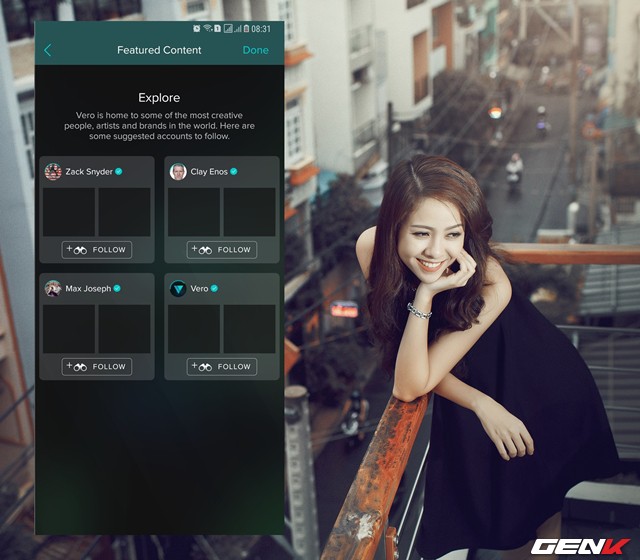 08:31
Featured Content
Done
Explore
Vero is home to some of the most creative
people, artists and brands in the world. Here are
some suggested accounts to follow.
Zack Snyder
Clay Enos
+ FOLLOW
+ FOLLOW
Max Joseph
Vero
+ FOLLOW
+ FOLLOW
GENK